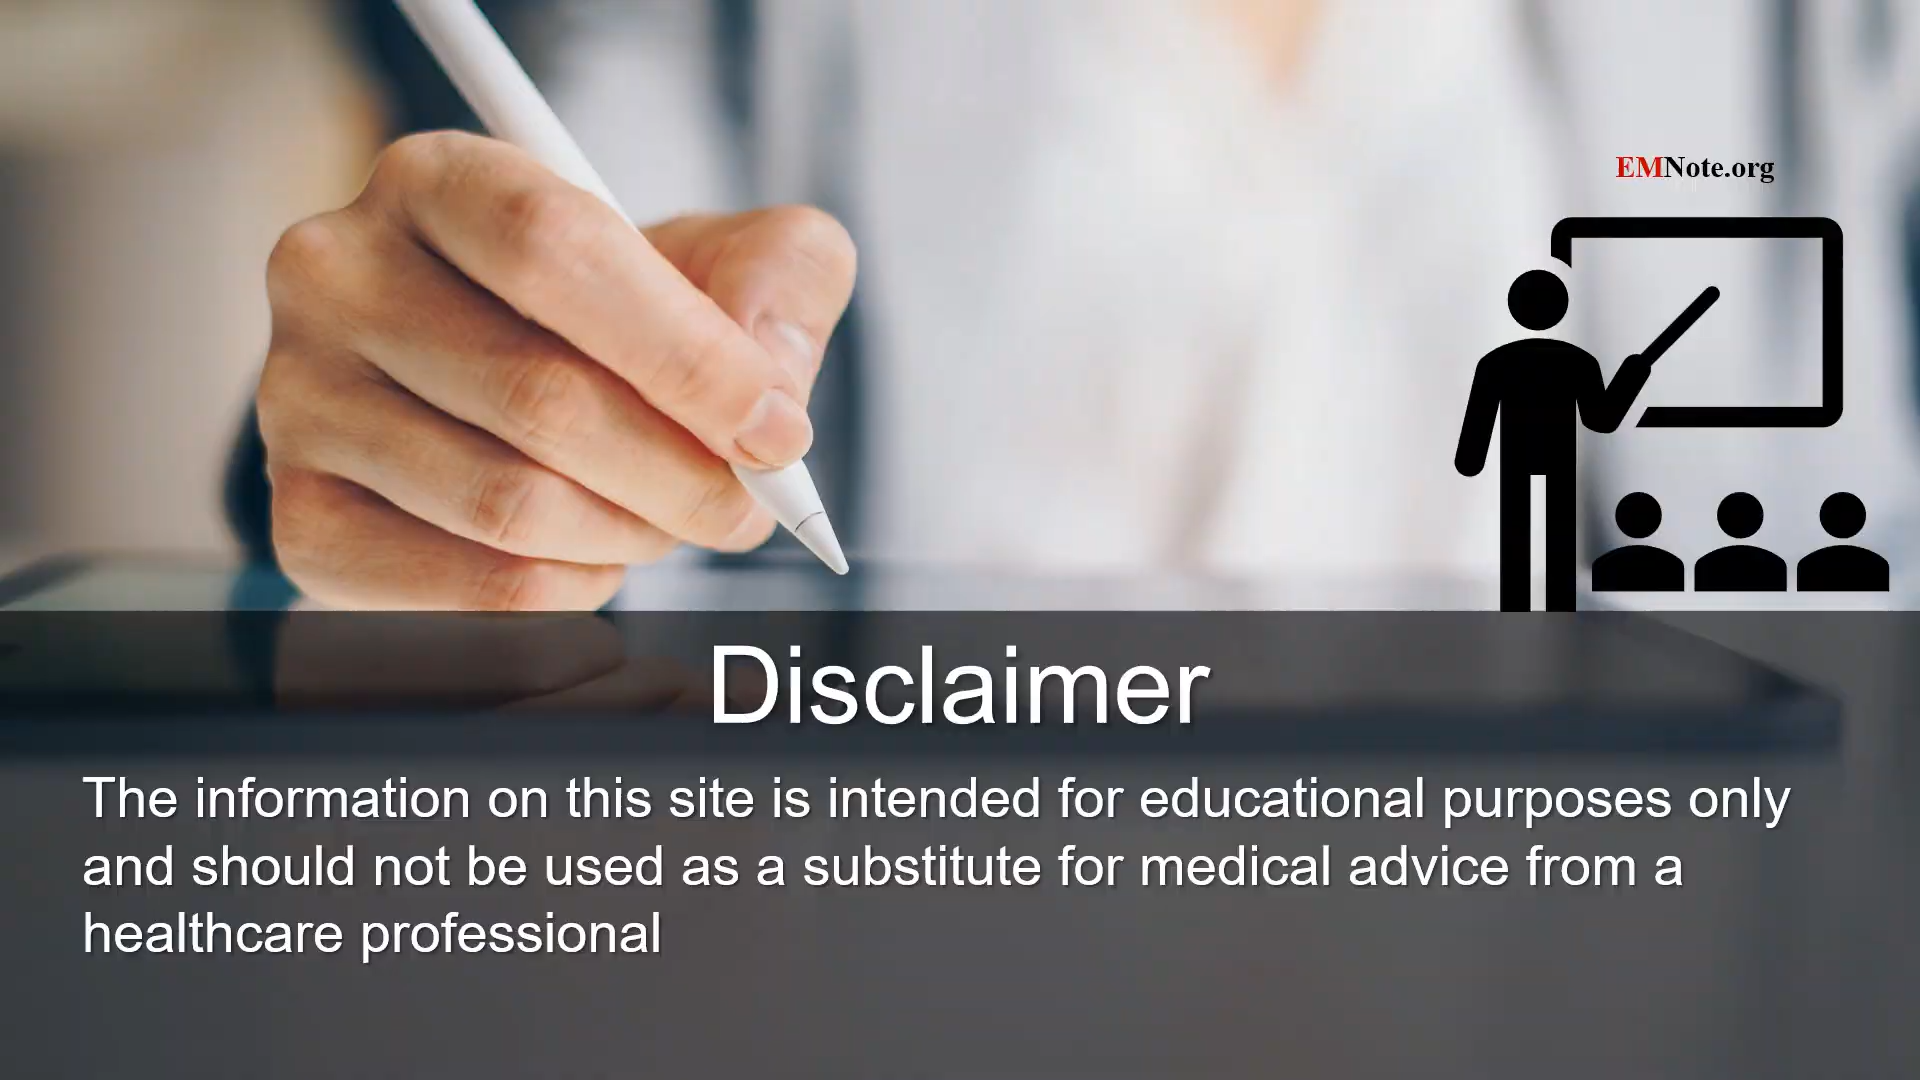 EMNote.org
Disclaimer
The information on this site is intended for educational purposes only
and should not be used as a substitute for medical advice from a
healthcare professional